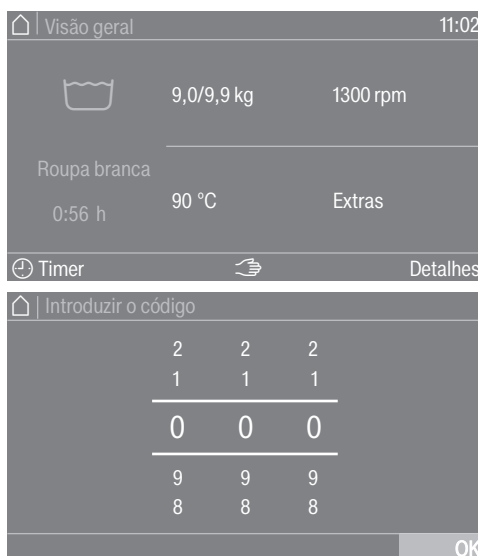 Visão geral 11:02
9,0/9,9 kg 1300 rpm
Roupa branca
0:56 h
90 °C Extras
Timer Detalhes
Introduzir o código
2 2 2
1 1 1
0 0 0
9 9 9
8 8 8
OK